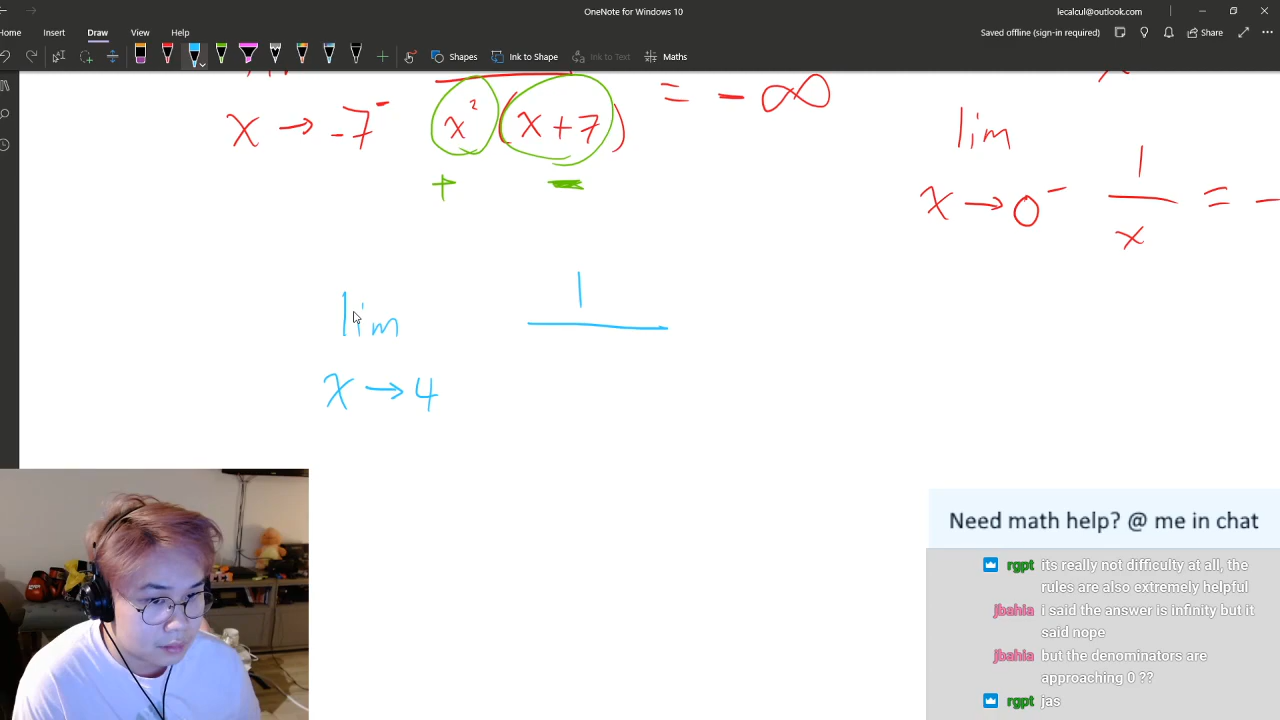 OneNote for Windows 10
lecalcul@outlook.com
Home Insert Draw View Help
Saved offline (sign-in required)
Share
Shapes Ink to Shape Ink to Text Maths
x → -7⁻ x² (x + 7) = - ∞
+ -
lim
x → 0⁻ 1/x = -
lim 1
x → 4
Need math help? @ me in chat
rgpt its really not difficulty at all, the
rules are also extremely helpful
jbahia i said the answer is infinity but it
said nope
jbahia but the denominators are
approaching 0 ??
rgpt jas